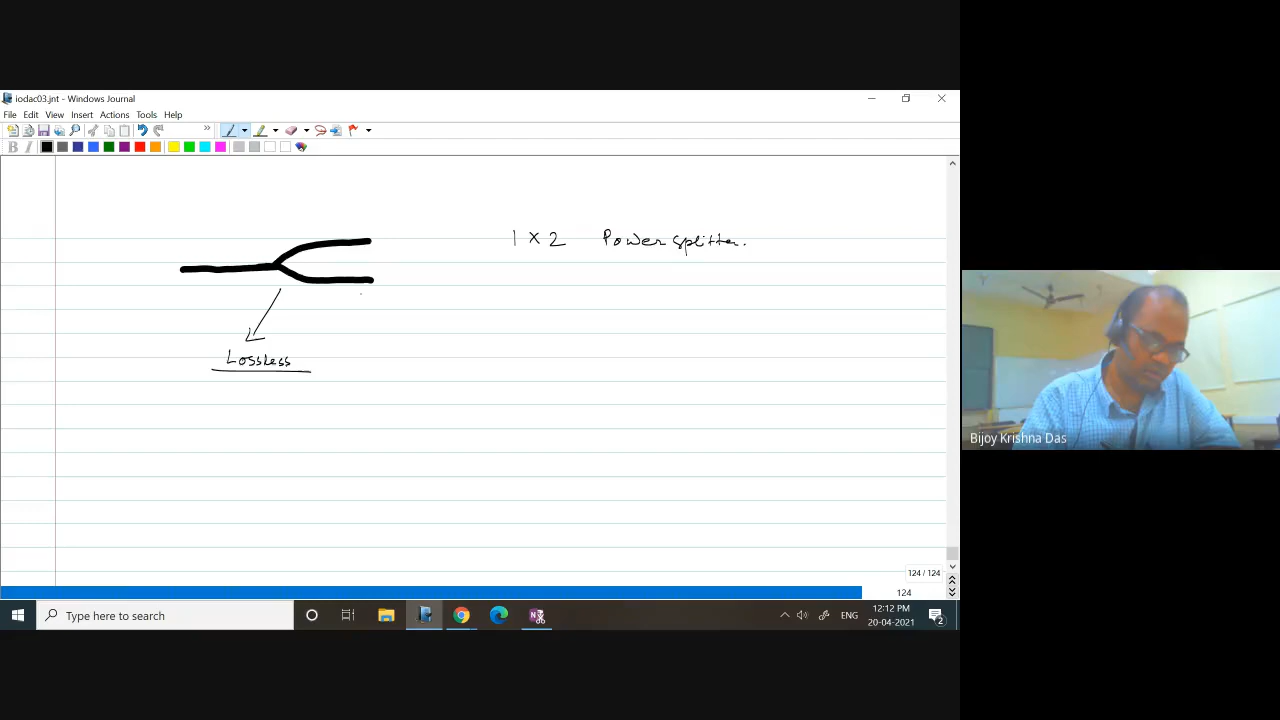 iodac03.jnt - Windows Journal
File Edit View Insert Actions Tools Help
B I
1 X 2 Power splitter.
Lossless
Bijoy Krishna Das
124 / 124
124
Type here to search
ENG
12:12 PM
20-04-2021
2